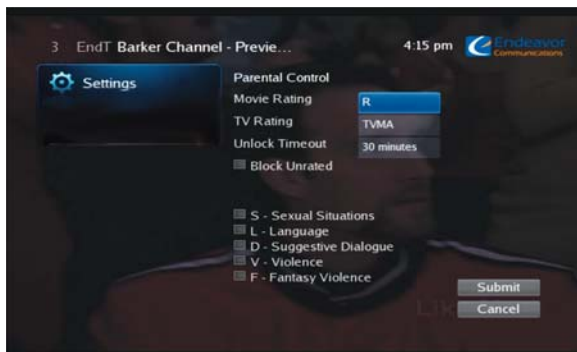 3 EndT Barker Channel - Previe... 4:15 pm Endeavor
Communications
Settings
Parental Control
Movie Rating R
TV Rating TVMA
Unlock Timeout 30 minutes
Block Unrated
S - Sexual Situations
L - Language
D - Suggestive Dialogue
V - Violence
F - Fantasy Violence
Submit
Cancel